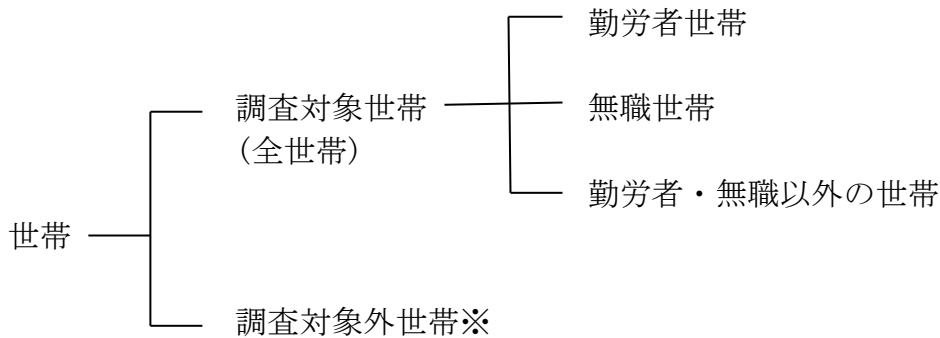 勤労者世帯
調査対象世帯
(全世帯)
無職世帯
勤労者・無職以外の世帯
世帯
調査対象外世帯※